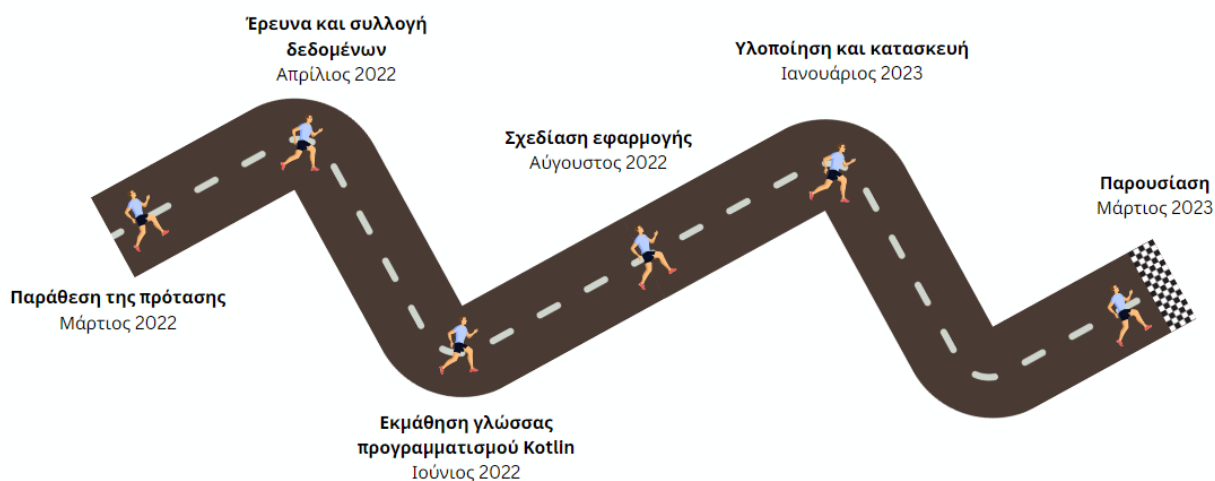 Παράθεση της πρότασης
Μάρτιος 2022
Έρευνα και συλλογή
δεδομένων
Απρίλιος 2022
Εκμάθηση γλώσσας
προγραμματισμού Kotlin
Ιούνιος 2022
Σχεδίαση εφαρμογής
Αύγουστος 2022
Υλοποίηση και κατασκευή
Ιανουάριος 2023
Παρουσίαση
Μάρτιος 2023